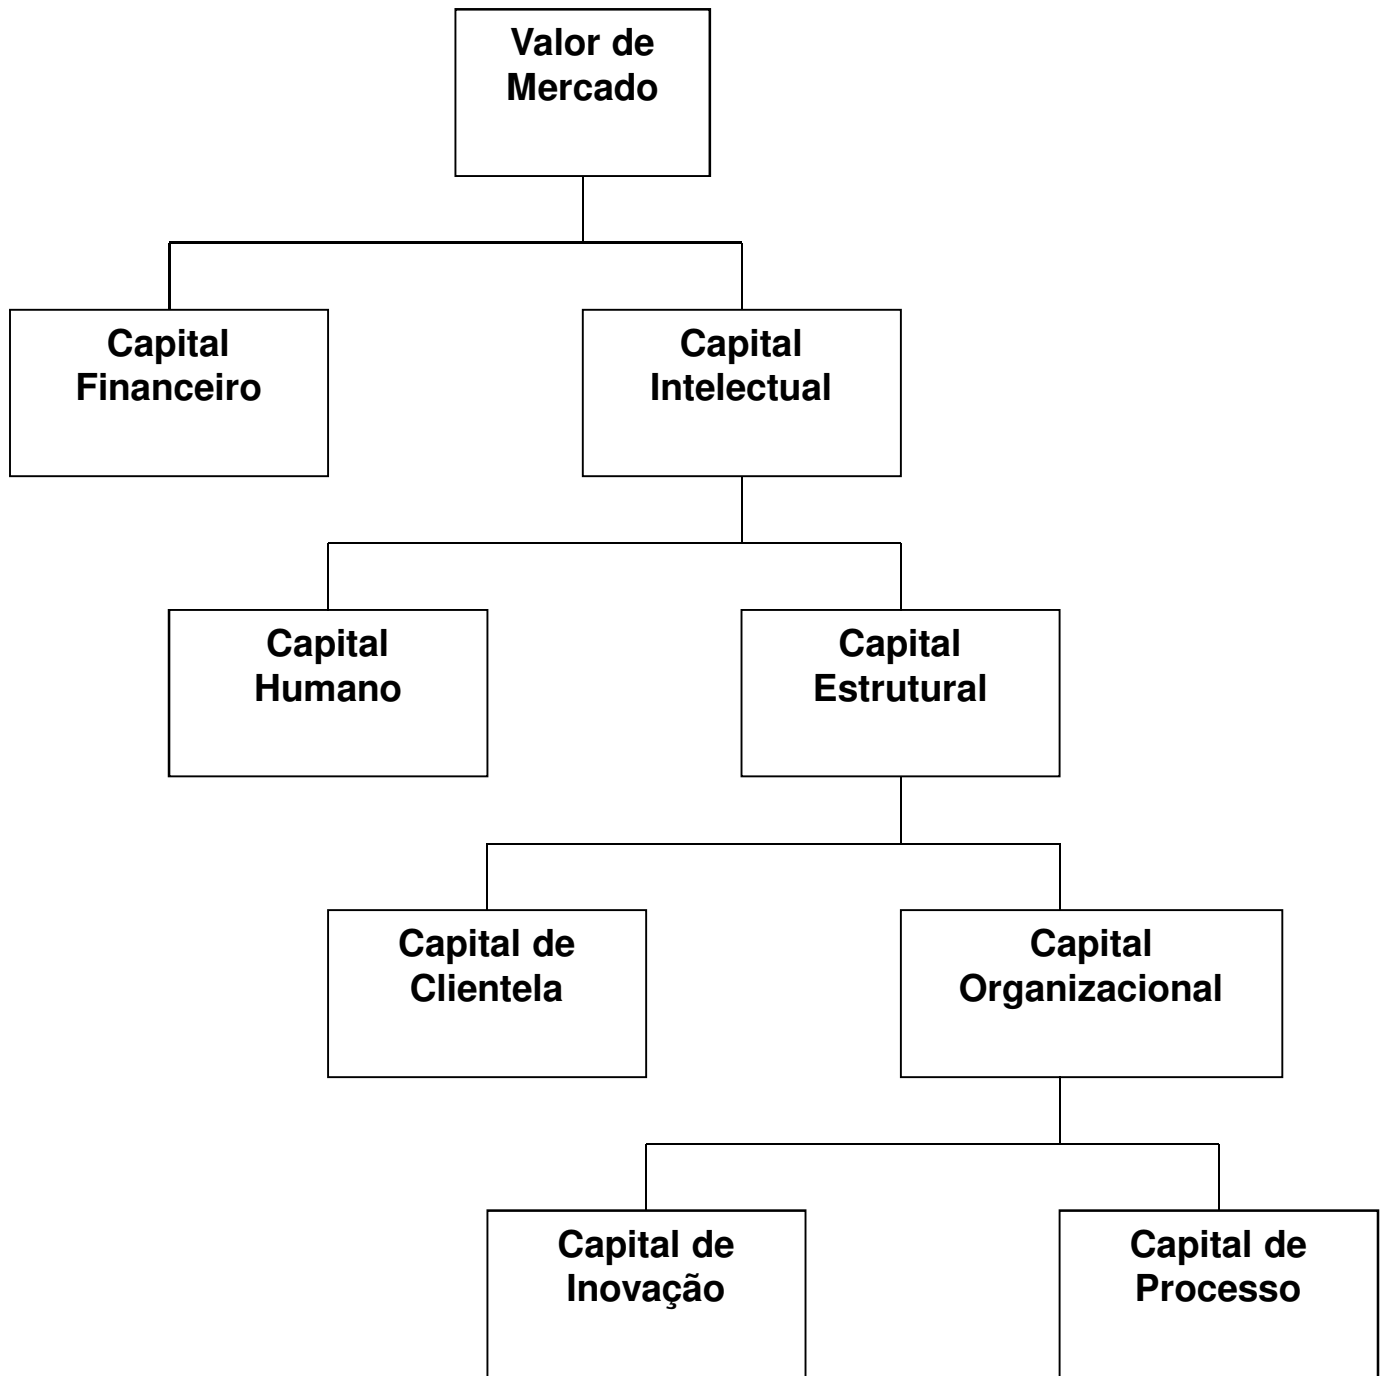 Valor de
Mercado
Capital
Financeiro
Capital
Intelectual
Capital
Humano
Capital
Estrutural
Capital de
Clientela
Capital
Organizacional
Capital de
Inovação
Capital de
Processo